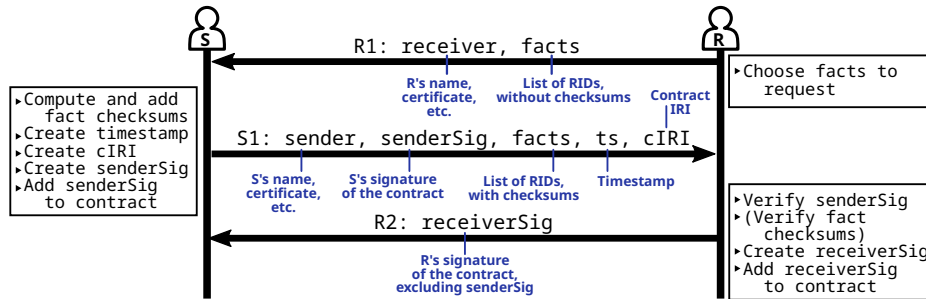 S
R
R1: receiver, facts
R's name,
certificate,
etc.
List of RIDs,
without checksums
▸Choose facts to
request
▸Compute and add
fact checksums
▸Create timestamp
▸Create cIRI
▸Create senderSig
▸Add senderSig
to contract
Contract
IRI
S1: sender, senderSig, facts, ts, cIRI
S's name,
certificate,
etc.
S's signature
of the contract
List of RIDs,
with checksums
Timestamp
R2: receiverSig
R's signature
of the contract,
excluding senderSig
▸Verify senderSig
▸(Verify fact
checksums)
▸Create receiverSig
▸Add receiverSig
to contract